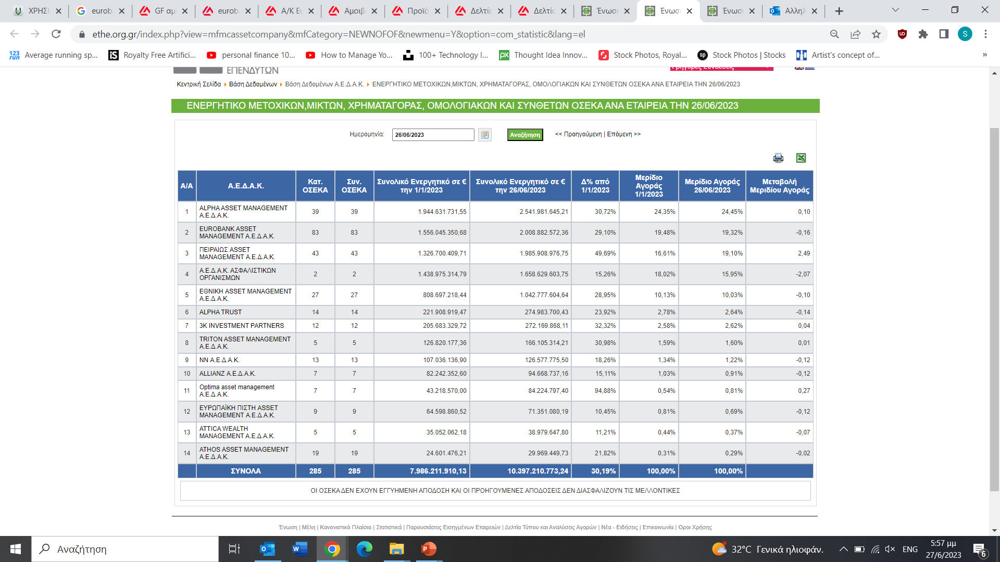 ΧΡΗΣΙ
euroba
GF αμ
euroba
A/K Eu
Αμοιβ
Προϊό
Δελτίο
Δελτίο
Ένωση
Ένωση
Ένωση
Αλληλ
ethe.org.gr/index.php?view=mfmcassetcompany&mfCategory=NEWNOFOF&newmenu=Y&option=com_statistic&lang=el
S
123 run Average running sp...
iS Royalty Free Artifici...
personal finance 10...
How to Manage Yo...
100+ Technology I...
px Thought Idea Innov...
Stock Photos, Royal...
sp Stock Photos | Stocks
Artist's concept of...
»
ΕΠΕΝΔΥΤΩΝ
Γρήγορες Συνδέσεις
Κεντρική Σελίδα Βάση Δεδομένων Βάση Δεδομένων Α.Ε.Δ.Α.Κ. ΕΝΕΡΓΗΤΙΚΟ ΜΕΤΟΧΙΚΩΝ,ΜΙΚΤΩΝ, ΧΡΗΜΑΤΑΓΟΡΑΣ, ΟΜΟΛΟΓΙΑΚΩΝ ΚΑΙ ΣΥΝΘΕΤΩΝ ΟΣΕΚΑ ΑΝΑ ΕΤΑΙΡΕΙΑ ΤΗΝ 26/06/2023
ΕΝΕΡΓΗΤΙΚΟ ΜΕΤΟΧΙΚΩΝ,ΜΙΚΤΩΝ, ΧΡΗΜΑΤΑΓΟΡΑΣ, ΟΜΟΛΟΓΙΑΚΩΝ ΚΑΙ ΣΥΝΘΕΤΩΝ ΟΣΕΚΑ ΑΝΑ ΕΤΑΙΡΕΙΑ ΤΗΝ 26/06/2023
Ημερομηνία: 26/06/2023 Αναζήτηση << Προηγούμενη | Επόμενη >>
Α/Α
Α.Ε.Δ.Α.Κ.
Κατ.
ΟΣΕΚΑ
Συν.
ΟΣΕΚΑ
Συνολικό Ενεργητικό σε €
την 1/1/2023
Συνολικό Ενεργητικό σε €
την 26/06/2023
Δ% από
1/1/2023
Μερίδιο
Αγοράς
1/1/2023
Μερίδιο Αγοράς
26/06/2023
Μεταβολή
Μεριδίου Αγοράς
1 ALPHA ASSET MANAGEMENT
Α.Ε.Δ.Α.Κ. 39 39 1.944.631.731,55 2.541.981.645,21 30,72% 24,35% 24,45% 0,10
2 EUROBANK ASSET
MANAGEMENT Α.Ε.Δ.Α.Κ. 83 83 1.556.045.350,68 2.008.882.572,36 29,10% 19,48% 19,32% -0,16
3 ΠΕΙΡΑΙΩΣ ASSET
MANAGEMENT Α.Ε.Δ.Α.Κ. 43 43 1.326.700.409,71 1.985.908.976,75 49,69% 16,61% 19,10% 2,49
4 Α.Ε.Δ.Α.Κ. ΑΣΦΑΛΙΣΤΙΚΩΝ
ΟΡΓΑΝΙΣΜΩΝ 2 2 1.438.975.314,79 1.658.629.603,75 15,26% 18,02% 15,95% -2,07
5 ΕΘΝΙΚΗ ASSET MANAGEMENT
Α.Ε.Δ.Α.Κ. 27 27 808.697.218,44 1.042.777.604,64 28,95% 10,13% 10,03% -0,10
6 ALPHA TRUST 14 14 221.908.919,47 274.983.700,43 23,92% 2,78% 2,64% -0,14
7 3K INVESTMENT PARTNERS 12 12 205.683.329,72 272.169.868,11 32,32% 2,58% 2,62% 0,04
8 TRITON ASSET MANAGEMENT
Α.Ε.Δ.Α.Κ. 5 5 126.820.177,36 166.105.314,21 30,98% 1,59% 1,60% 0,01
9 NN Α.Ε.Δ.Α.Κ. 13 13 107.036.136,90 126.577.775,50 18,26% 1,34% 1,22% -0,12
10 ALLIANZ Α.Ε.Δ.Α.Κ. 7 7 82.242.352,60 94.668.737,16 15,11% 1,03% 0,91% -0,12
11 Optima asset management
Α.Ε.Δ.Α.Κ. 7 7 43.218.570,00 84.224.797,40 94,88% 0,54% 0,81% 0,27
12 ΕΥΡΩΠΑΪΚΗ ΠΙΣΤΗ ASSET
MANAGEMENT Α.Ε.Δ.Α.Κ. 9 9 64.598.860,52 71.351.080,19 10,45% 0,81% 0,69% -0,12
13 ATTICA WEALTH
MANAGEMENT Α.Ε.Δ.Α.Κ. 5 5 35.052.062,18 38.979.647,80 11,21% 0,44% 0,37% -0,07
14 ATHOS ASSET MANAGEMENT
Α.Ε.Δ.Α.Κ. 19 19 24.601.476,21 29.969.449,73 21,82% 0,31% 0,29% -0,02
ΣΥΝΟΛΑ 285 285 7.986.211.910,13 10.397.210.773,24 30,19% 100,00% 100,00%
ΟΙ ΟΣΕΚΑ ΔΕΝ ΕΧΟΥΝ ΕΓΓΥΗΜΕΝΗ ΑΠΟΔΟΣΗ ΚΑΙ ΟΙ ΠΡΟΗΓΟΥΜΕΝΕΣ ΑΠΟΔΟΣΕΙΣ ΔΕΝ ΔΙΑΣΦΑΛΙΖΟΥΝ ΤΙΣ ΜΕΛΛΟΝΤΙΚΕΣ
Ένωση | Μέλη | Κανονιστικό Πλαίσιο | Στατιστικά | Παρουσιάσεις Εισηγμένων Εταιρειών | Δελτία Τύπου και Αναλύσεις Αγορών | Νέα - Ειδήσεις | Επικοινωνία | Οροι Χρήσης
Αναζήτηση
32°C Γενικά ηλιοφάν.
ENG
5:57 μμ
27/6/2023
6